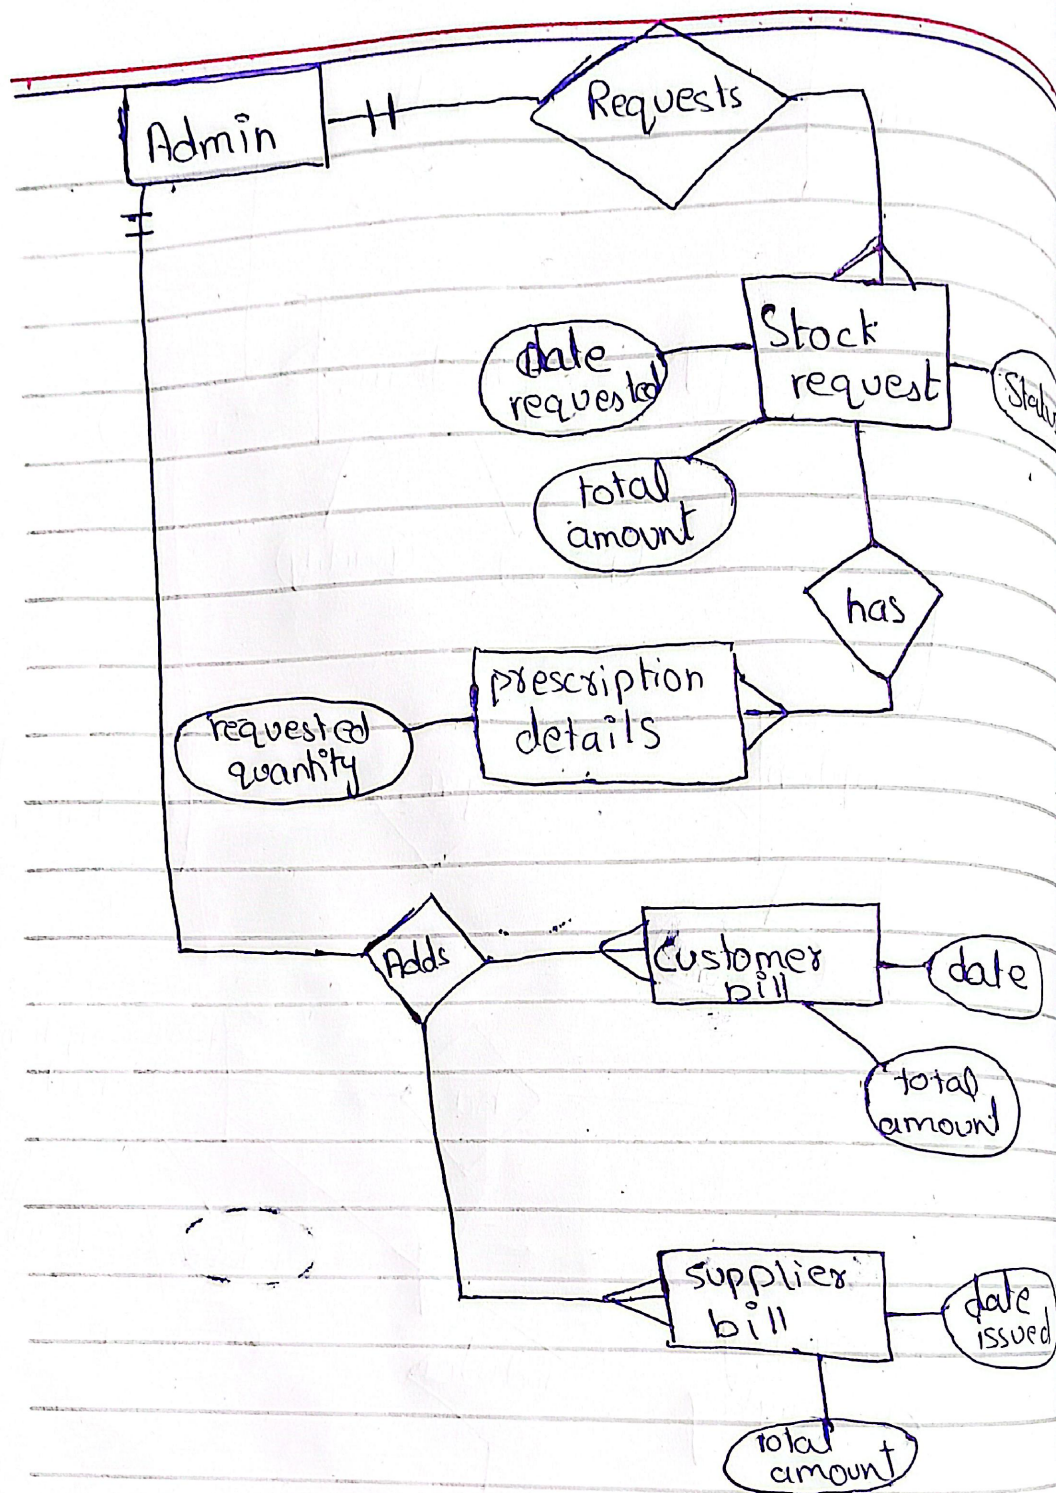 Admin
Requests
Stock
request
date
requested
total
amount
has
prescription
details
requested
quantity
Adds
Customer
bill
date
total
amount
supplier
bill
date
issued
total
amount